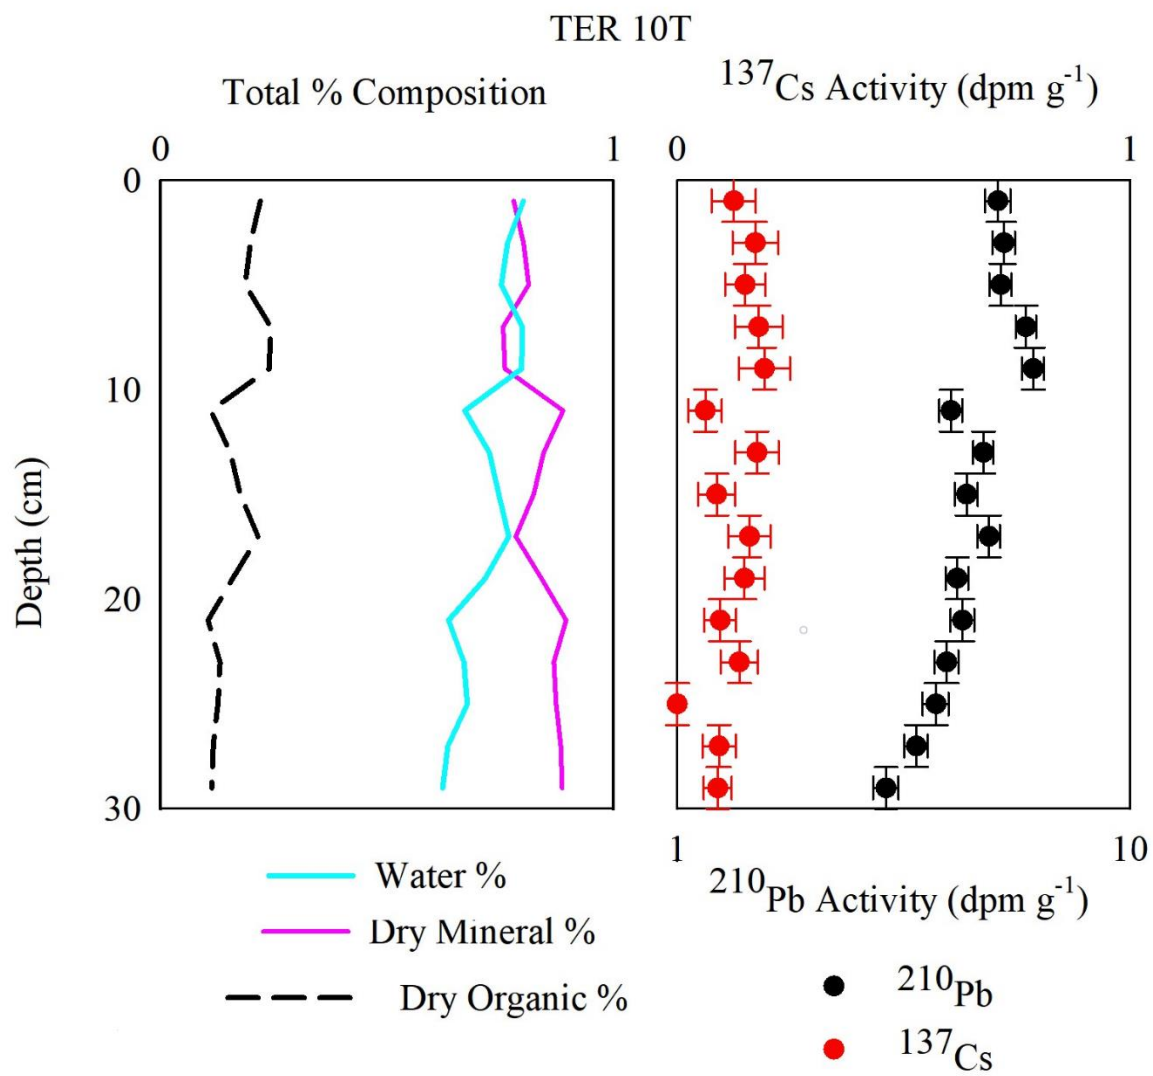 TER 10T
Total % Composition
137Cs Activity (dpm g-1)
0 1
0 1
0
10
20
30
Depth (cm)
1 10
210Pb Activity (dpm g-1)
Water %
Dry Mineral %
Dry Organic %
210Pb
137Cs